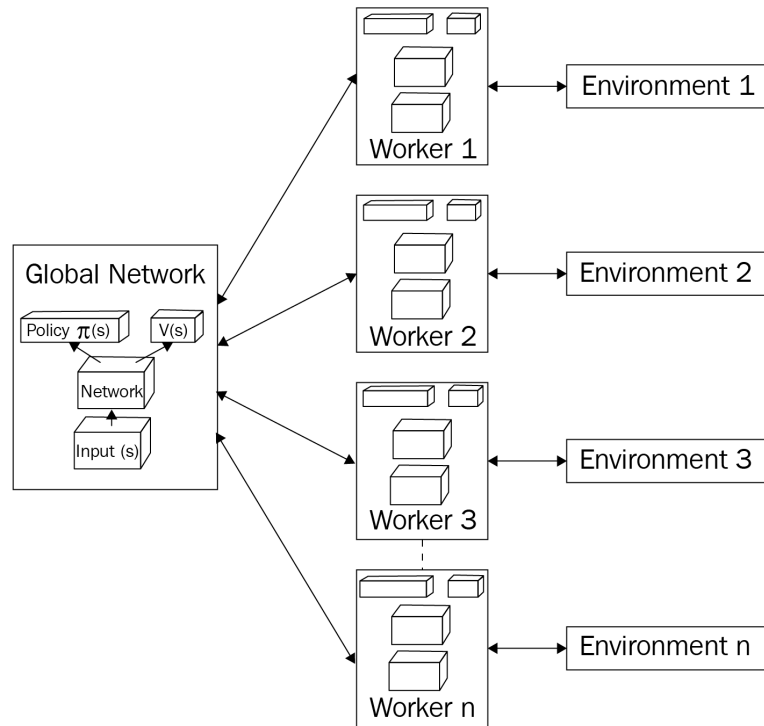 Global Network
Policy π(s)
V(s)
Network
Input (s)
Worker 1
Environment 1
Worker 2
Environment 2
Worker 3
Environment 3
Worker n
Environment n